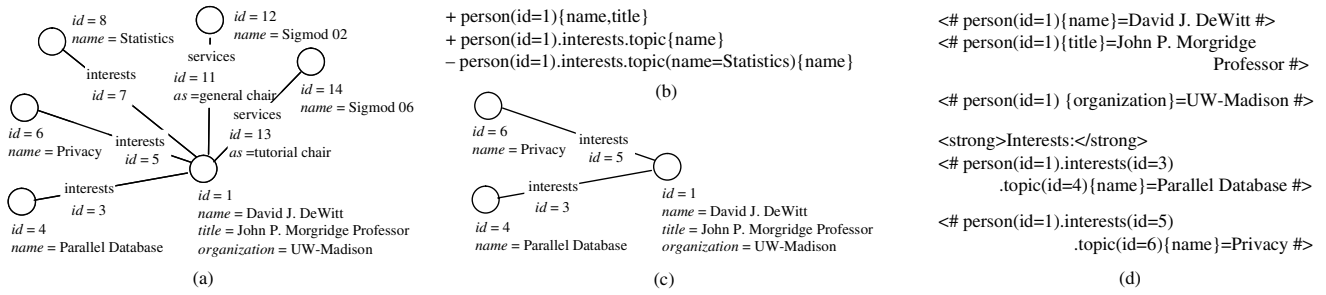 id = 8
name = Statistics
id = 12
name = Sigmod 02
services
interests
id = 7
id = 11
as =general chair
id = 14
name = Sigmod 06
services
id = 13
as =tutorial chair
id = 6
name = Privacy
interests
id = 5
interests
id = 3
id = 4
name = Parallel Database
id = 1
name = David J. DeWitt
title = John P. Morgridge Professor
organization = UW-Madison
(a)
+ person(id=1){name,title}
+ person(id=1).interests.topic{name}
– person(id=1).interests.topic(name=Statistics){name}
(b)
id = 6
name = Privacy
interests
id = 5
interests
id = 3
id = 4
name = Parallel Database
id = 1
name = David J. DeWitt
title = John P. Morgridge Professor
organization = UW-Madison
(c)
<# person(id=1){name}=David J. DeWitt #>
<# person(id=1){title}=John P. Morgridge
Professor #>
<# person(id=1) {organization}=UW-Madison #>
<strong>Interests:</strong>
<# person(id=1).interests(id=3)
.topic(id=4){name}=Parallel Database #>
<# person(id=1).interests(id=5)
.topic(id=6){name}=Privacy #>
(d)